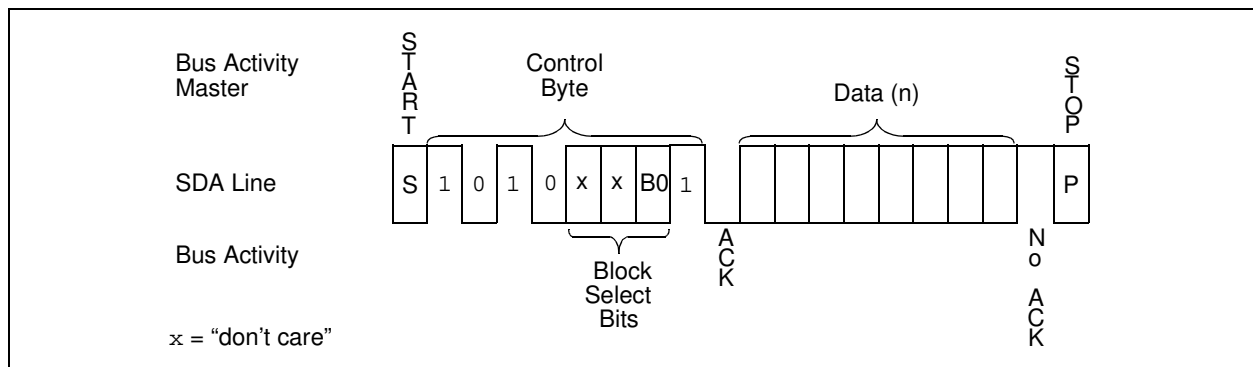 Bus Activity
Master
START
Control
Byte
Data (n)
STOP
SDA Line
S 1 0 1 0 x x B0 1 P
Bus Activity
ACK
No ACK
Block
Select
Bits
x = “don’t care”